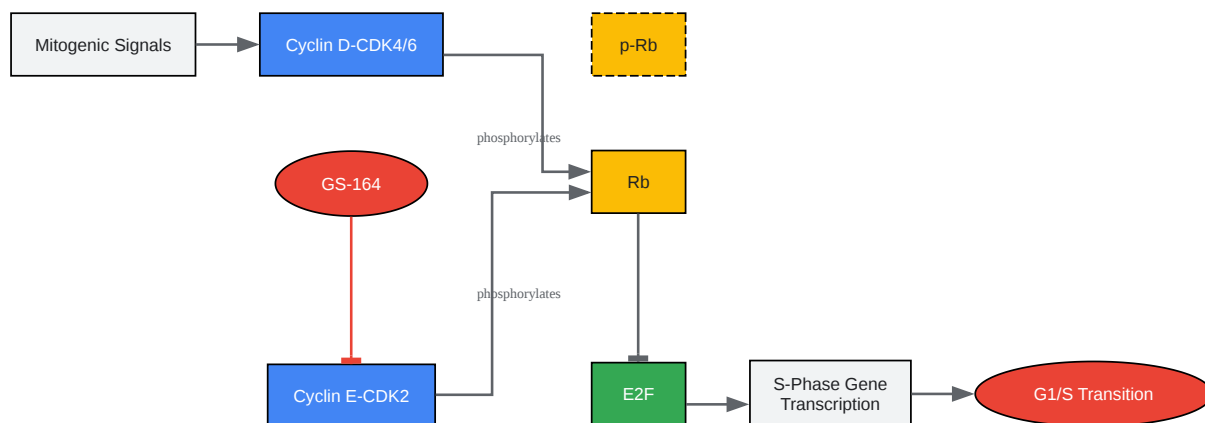 Mitogenic Signals
Cyclin D-CDK4/6
p-Rb
phosphorylates
GS-164
Rb
phosphorylates
Cyclin E-CDK2
E2F
S-Phase Gene
Transcription
G1/S Transition